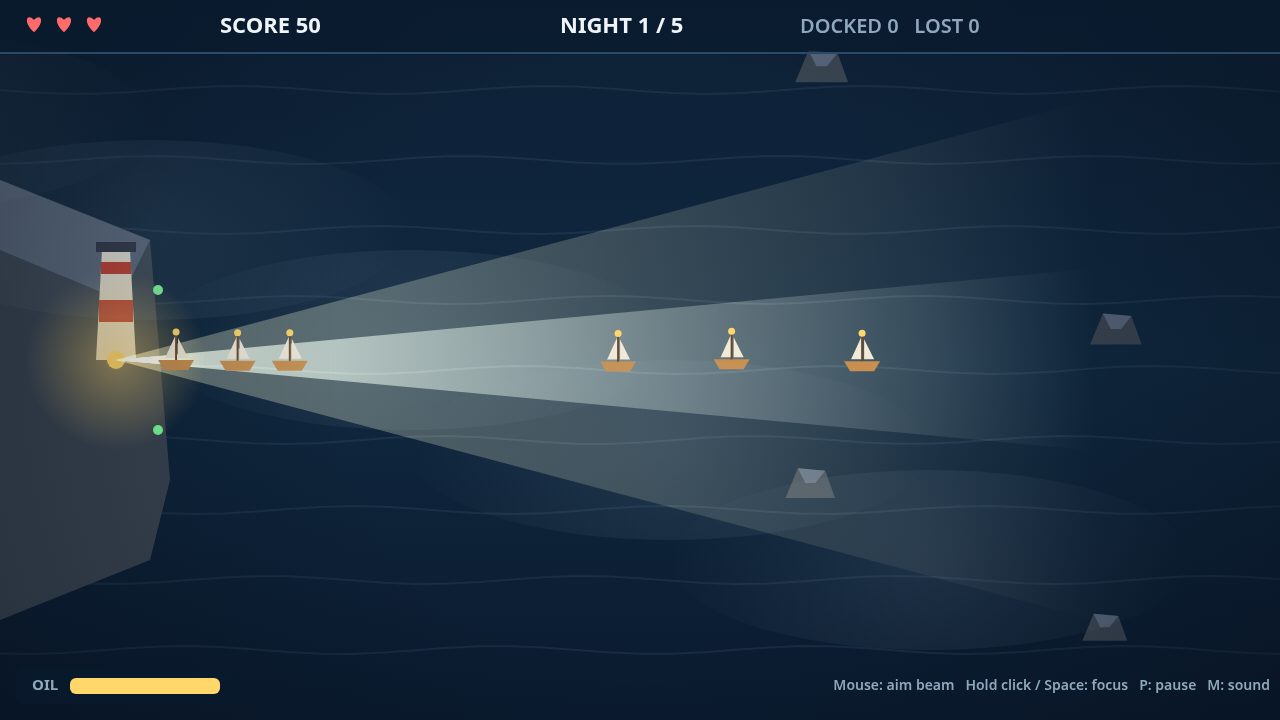 SCORE 50
NIGHT 1 / 5
DOCKED 0 LOST 0
OIL
Mouse: aim beam Hold click / Space: focus P: pause M: sound